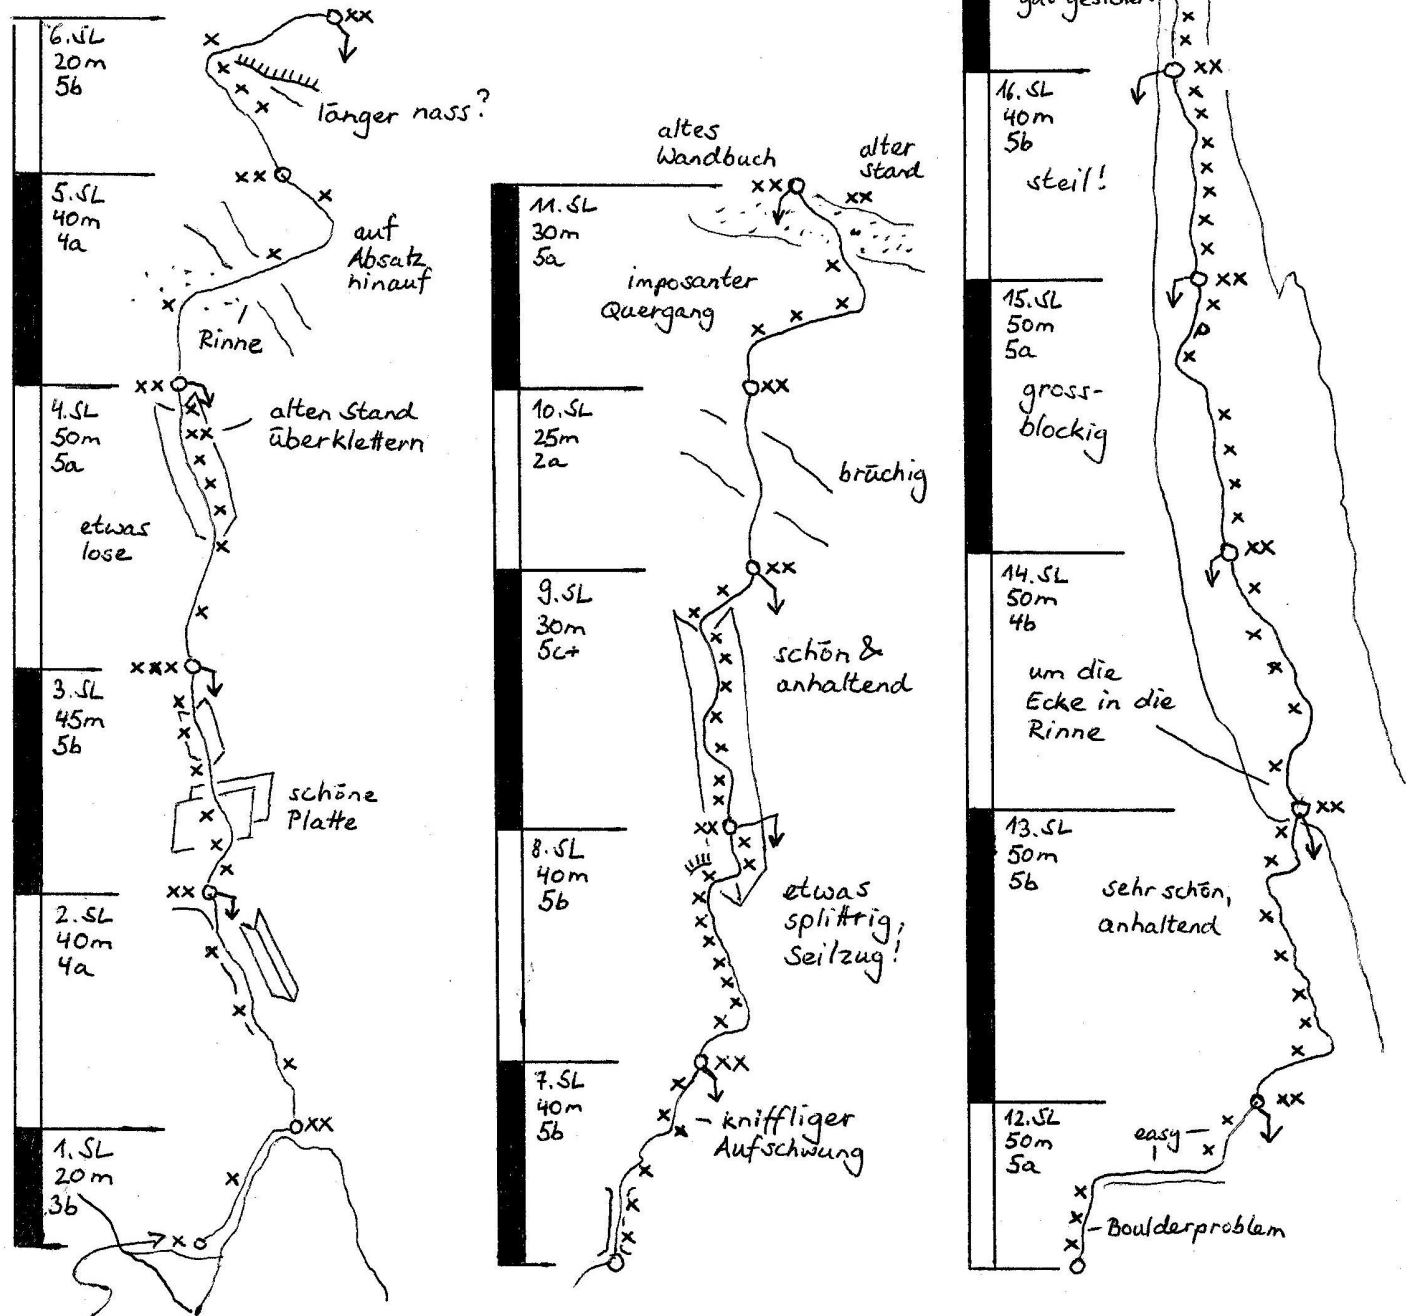 6.SL
20m
5b
länger nass?
5.SL
40m
4a
auf
Absatz
hinauf
Rinne
4.SL
50m
5a
alten Stand
überklettern
etwas
lose
3.SL
45m
5b
schöne
Platte
2.SL
40m
4a
1.SL
20m
3b
altes
Wandbuch
alter
Stand
11.SL
30m
5a
imposanter
Quergang
10.SL
25m
2a
brüchig
9.SL
30m
5c+
schön &
anhaltend
8.SL
40m
5b
etwas
splittrig,
Seilzug!
7.SL
40m
5b
kniffliger
Aufschwung
16.SL
40m
5b
steil!
15.SL
50m
5a
gross-
blockig
14.SL
50m
4b
um die
Ecke in die
Rinne
13.SL
50m
5b
sehr schön,
anhaltend
12.SL
50m
5a
easy
Boulderproblem